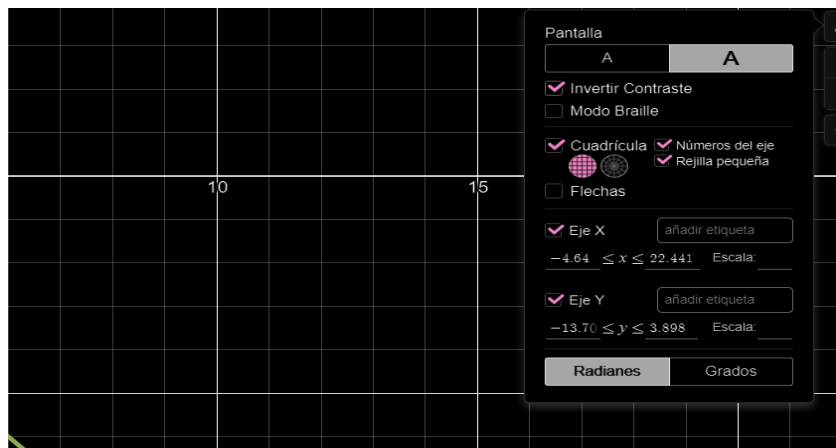 Pantalla
A A
Invertir Contraste
Modo Braille
Cuadrícula Números del eje
Rejilla pequeña
10 15
Flechas
Eje X añadir etiqueta
−4.64 ≤ x ≤ 22.441 Escala:
Eje Y añadir etiqueta
−13.70 ≤ y ≤ 3.898 Escala:
Radianes Grados